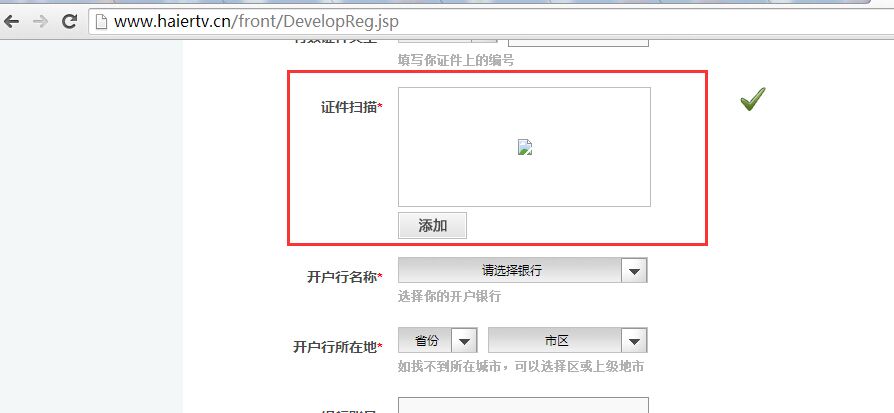 www.haiertv.cn/front/DevelopReg.jsp
填写你证件上的编号
证件扫描*
添加
开户行名称* 请选择银行
选择你的开户银行
开户行所在地* 省份 市区
如找不到所在城市，可以选择区或上级地市